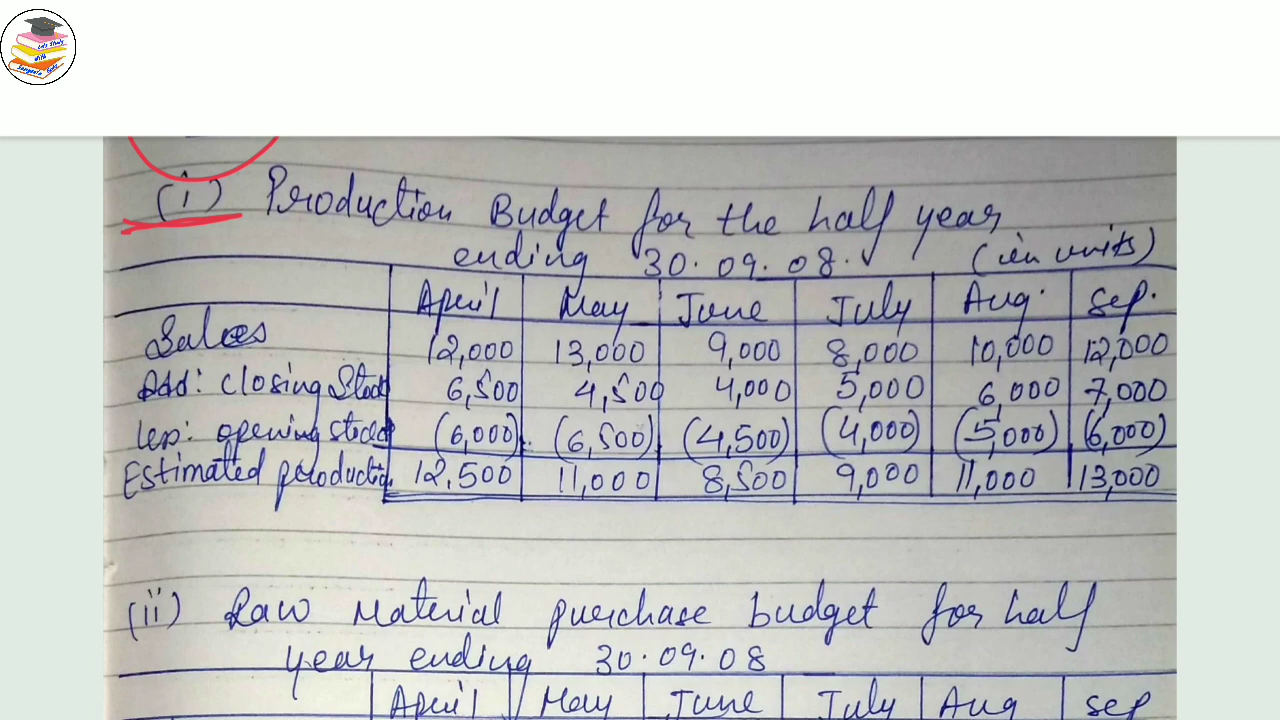 Lets Study
with
(i) Production Budget for the half year
ending 30.09.08. (in units)
April May June July Aug. Sep.
Sales 12,000 13,000 9,000 8,000 10,000 12,000
Add: Closing Stock 6,500 4,500 4,000 5,000 6,000 7,000
Less: opening stock (6,000) (6,500) (4,500) (4,000) (5,000) (6,000)
Estimated production 12,500 11,000 8,500 9,000 11,000 13,000
(ii) Raw Material purchase budget for half
year ending 30.09.08
April May June July Aug Sep